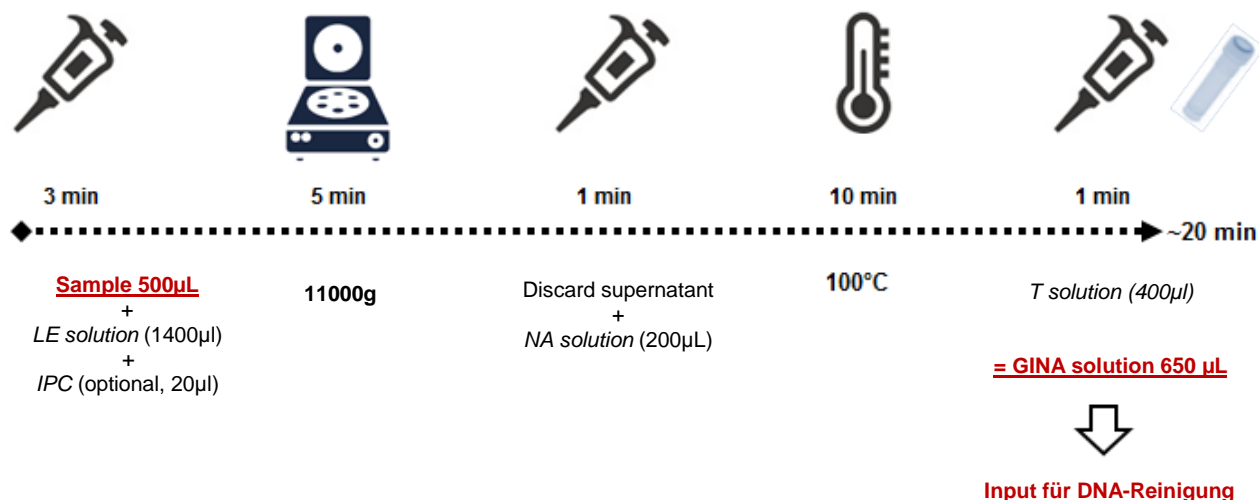 3 min
5 min
1 min
10 min
1 min
~20 min
Sample 500µL
+
LE solution (1400µl)
+
IPC (optional, 20µl)
11000g
Discard supernatant
+
NA solution (200µL)
100°C
T solution (400µl)
= GINA solution 650 µL
Input für DNA-Reinigung